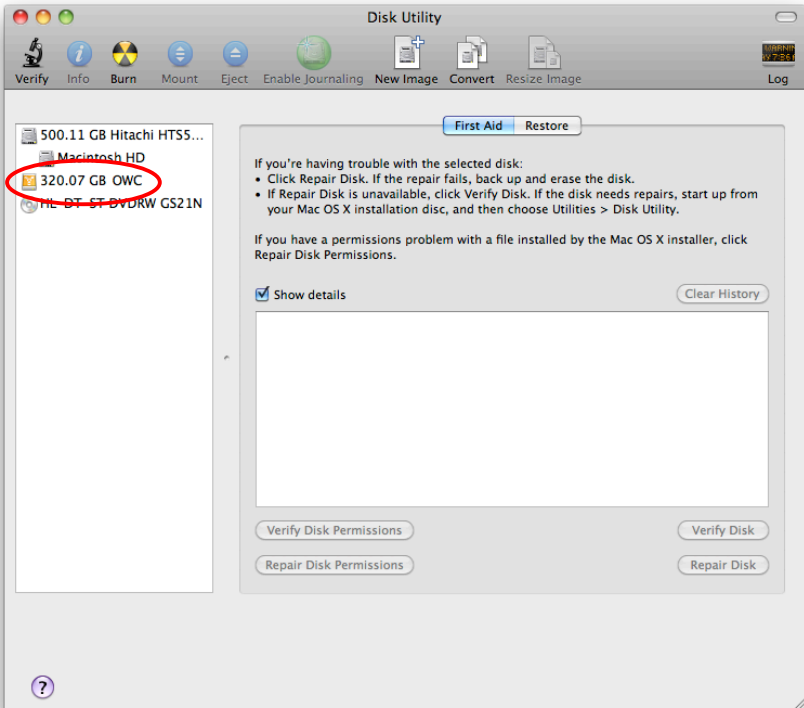 Disk Utility
Verify Info Burn Mount Eject Enable Journaling New Image Convert Resize Image Log
WARNIN
500.11 GB Hitachi HTS5...
Macintosh HD
320.07 GB OWC
HL-DT-ST DVDRW GS21N
First Aid Restore
If you're having trouble with the selected disk:
• Click Repair Disk. If the repair fails, back up and erase the disk.
• If Repair Disk is unavailable, click Verify Disk. If the disk needs repairs, start up from
your Mac OS X installation disc, and then choose Utilities > Disk Utility.
If you have a permissions problem with a file installed by the Mac OS X installer, click
Repair Disk Permissions.
Show details
Clear History
Verify Disk Permissions
Verify Disk
Repair Disk Permissions
Repair Disk
?